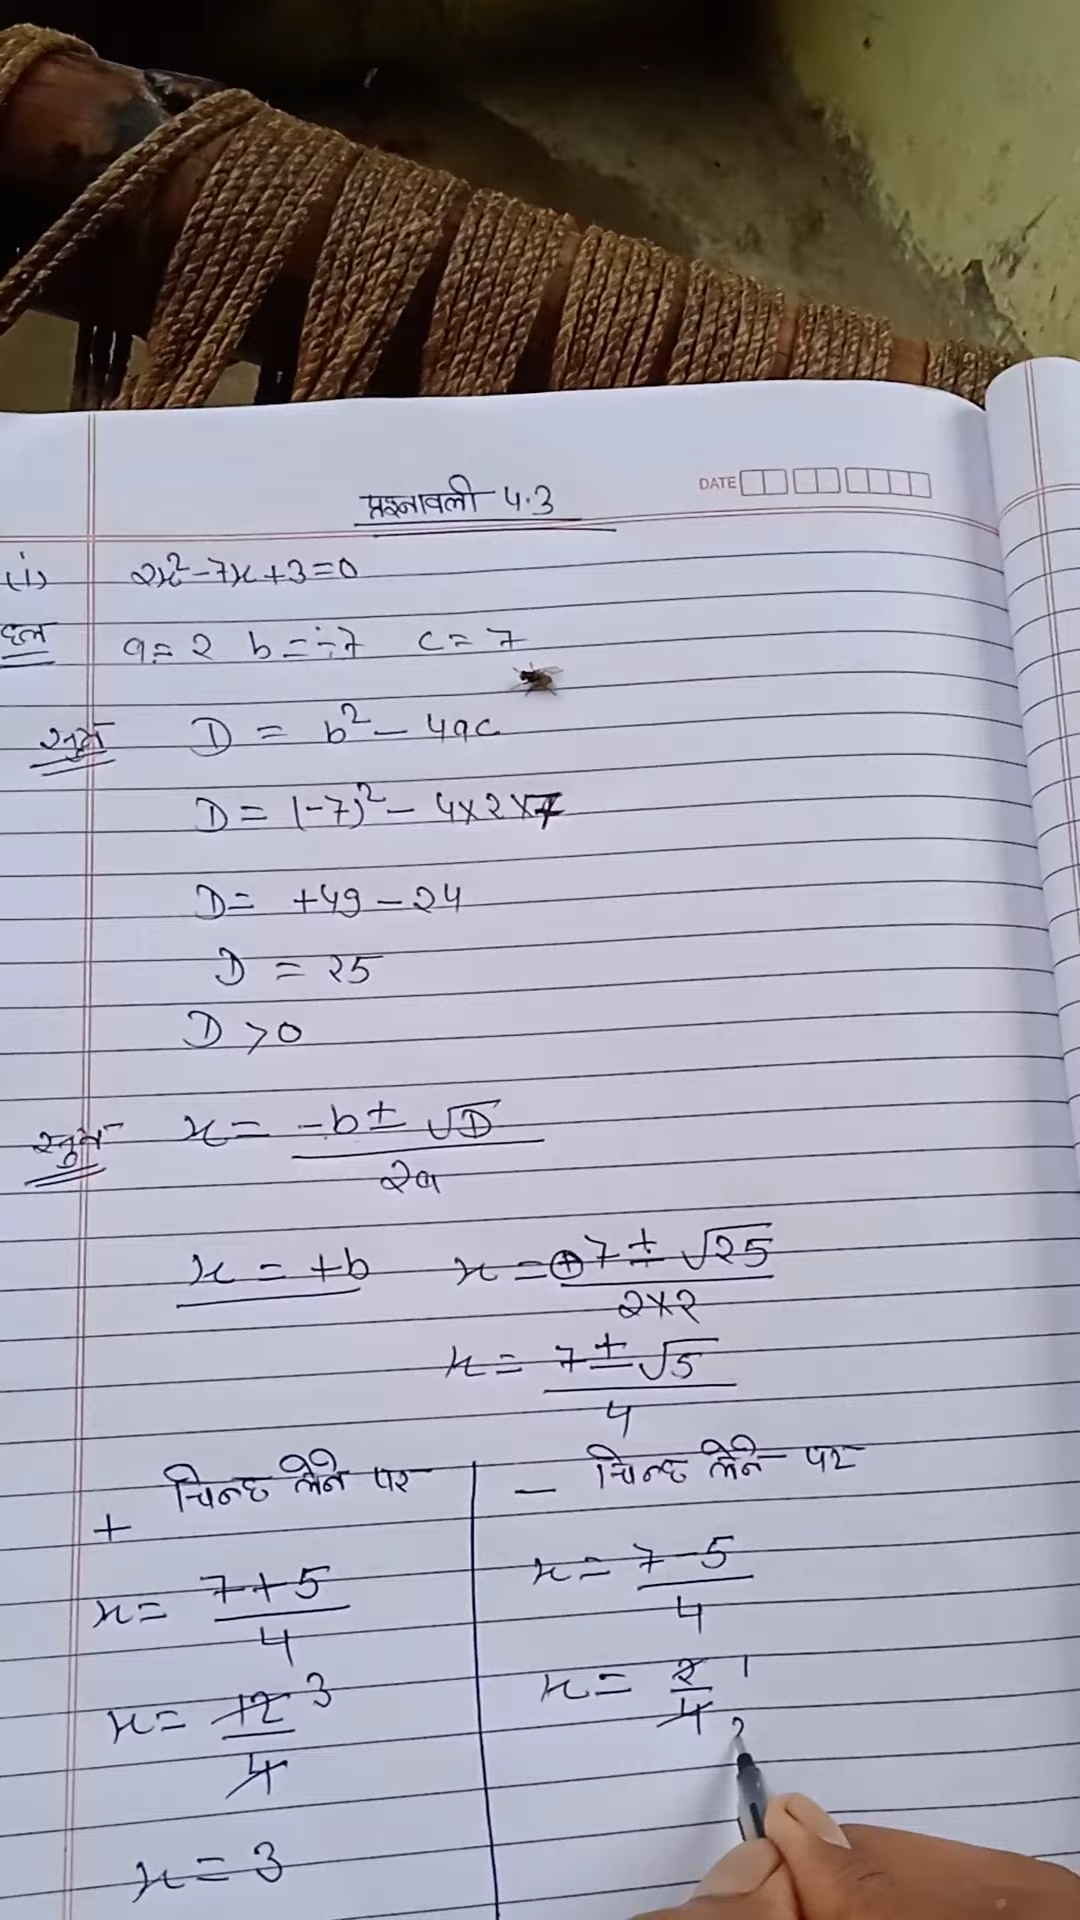 प्रश्नावली 4.3
DATE
(i) 2x² - 7x + 3 = 0
हल a = 2 b = -7 c = 7
सूत्र D = b² - 4ac
D = (-7)² - 4×2×7
D = +49 - 24
D = 25
D > 0
सूत्र x = -b ± √D / 2a
x = +b x = +7 ± √25 / 2×2
x = 7 ± √5 / 4
+ चिन्ह लेने पर
x = 7+5 / 4
x = 12 / 4 3
x = 3
– चिन्ह लेने पर
x = 7-5 / 4
x = 2 / 4 1 2